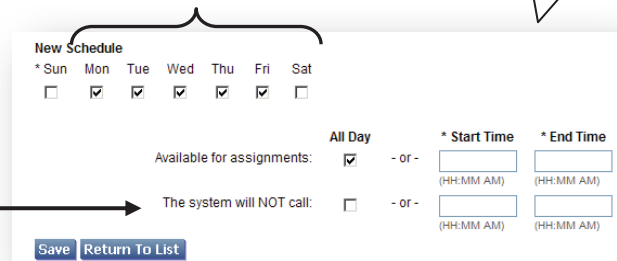 New Schedule
* Sun Mon Tue Wed Thu Fri Sat
All Day * Start Time * End Time
Available for assignments: - or -
(HH:MM AM) (HH:MM AM)
The system will NOT call: - or -
(HH:MM AM) (HH:MM AM)
Save Return To List